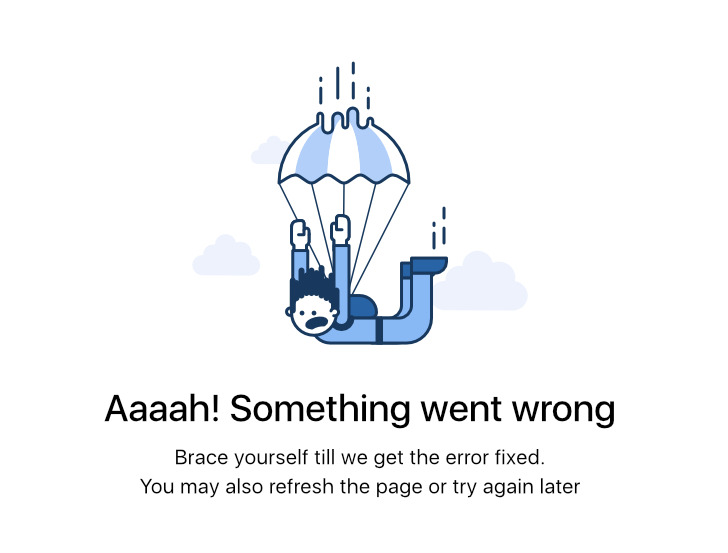 Aaaah! Something went wrong
Brace yourself till we get the error fixed.
You may also refresh the page or try again later